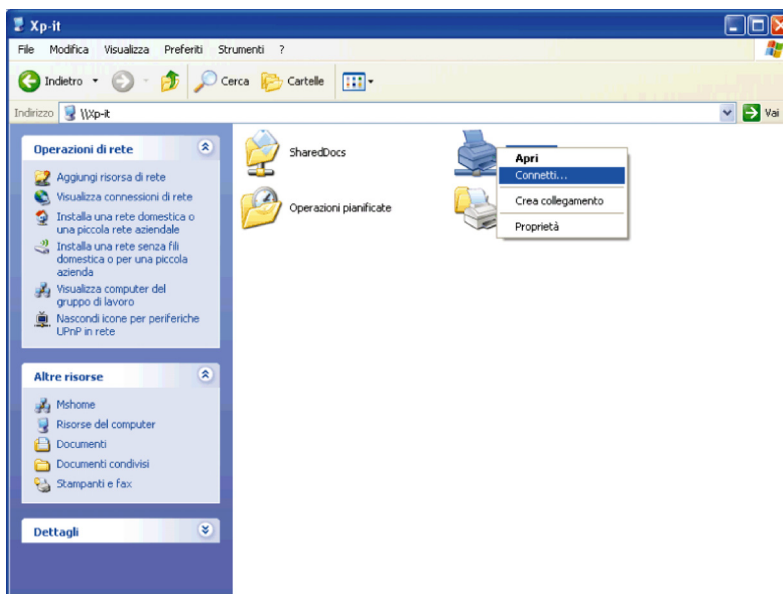 Xp-it
File Modifica Visualizza Preferiti Strumenti ?
Indietro Cerca Cartelle
Indirizzo \\Xp-it Vai
Operazioni di rete
Aggiungi risorsa di rete
Visualizza connessioni di rete
Installa una rete domestica o
una piccola rete aziendale
Installa una rete senza fili
domestica o per una piccola
azienda
Visualizza computer del
gruppo di lavoro
Nascondi icone per periferiche
UPnP in rete
Altre risorse
Mshome
Risorse del computer
Documenti
Documenti condivisi
Stampanti e fax
Dettagli
SharedDocs
Operazioni pianificate
Apri
Connetti...
Crea collegamento
Proprietà